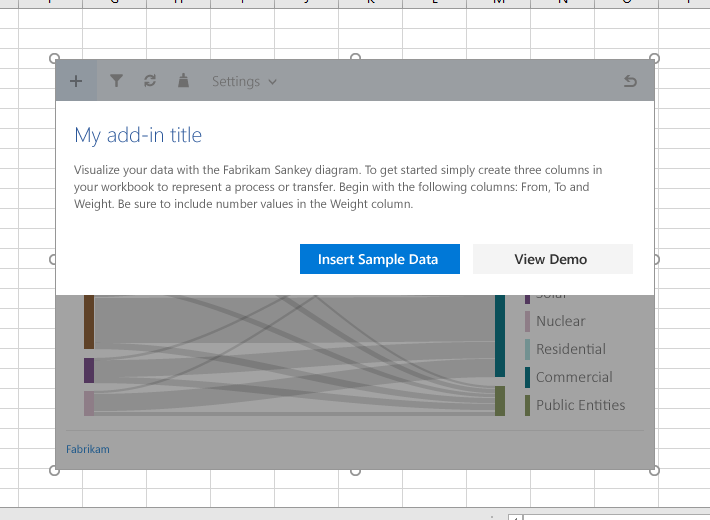 Settings
My add-in title
Visualize your data with the Fabrikam Sankey diagram. To get started simply create three columns in
your workbook to represent a process or transfer. Begin with the following columns: From, To and
Weight. Be sure to include number values in the Weight column.
Insert Sample Data
View Demo
Solar
Nuclear
Residential
Commercial
Public Entities
Fabrikam